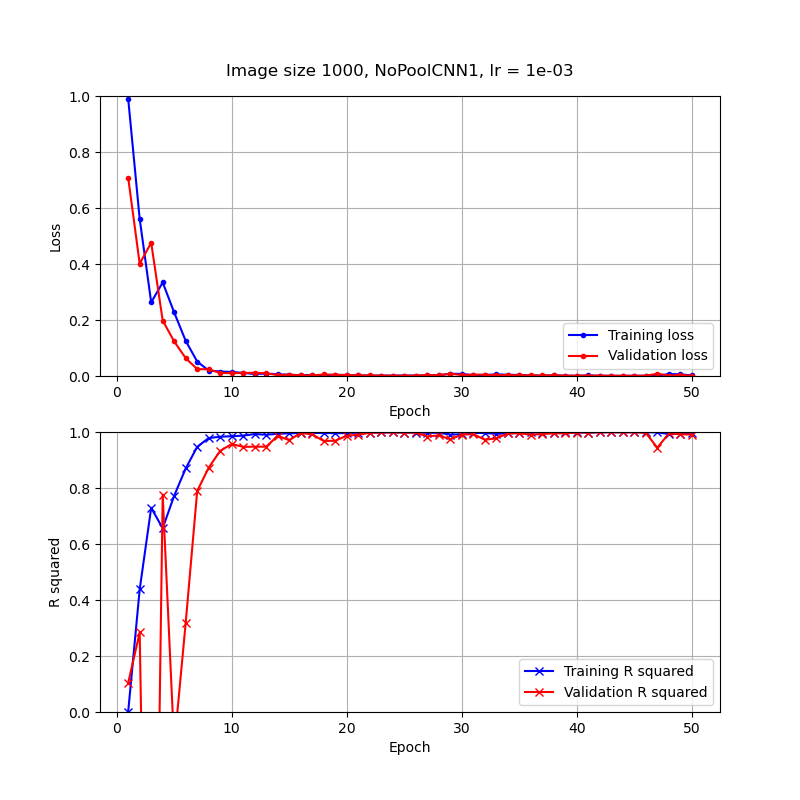 Image size 1000, NoPoolCNN1, lr = 1e-03
1.0
0.8
0.6
0.4
0.2
0.0
Loss
Training loss
Validation loss
0 10 20 30 40 50
Epoch
1.0
0.8
0.6
0.4
0.2
0.0
R squared
Training R squared
Validation R squared
0 10 20 30 40 50
Epoch